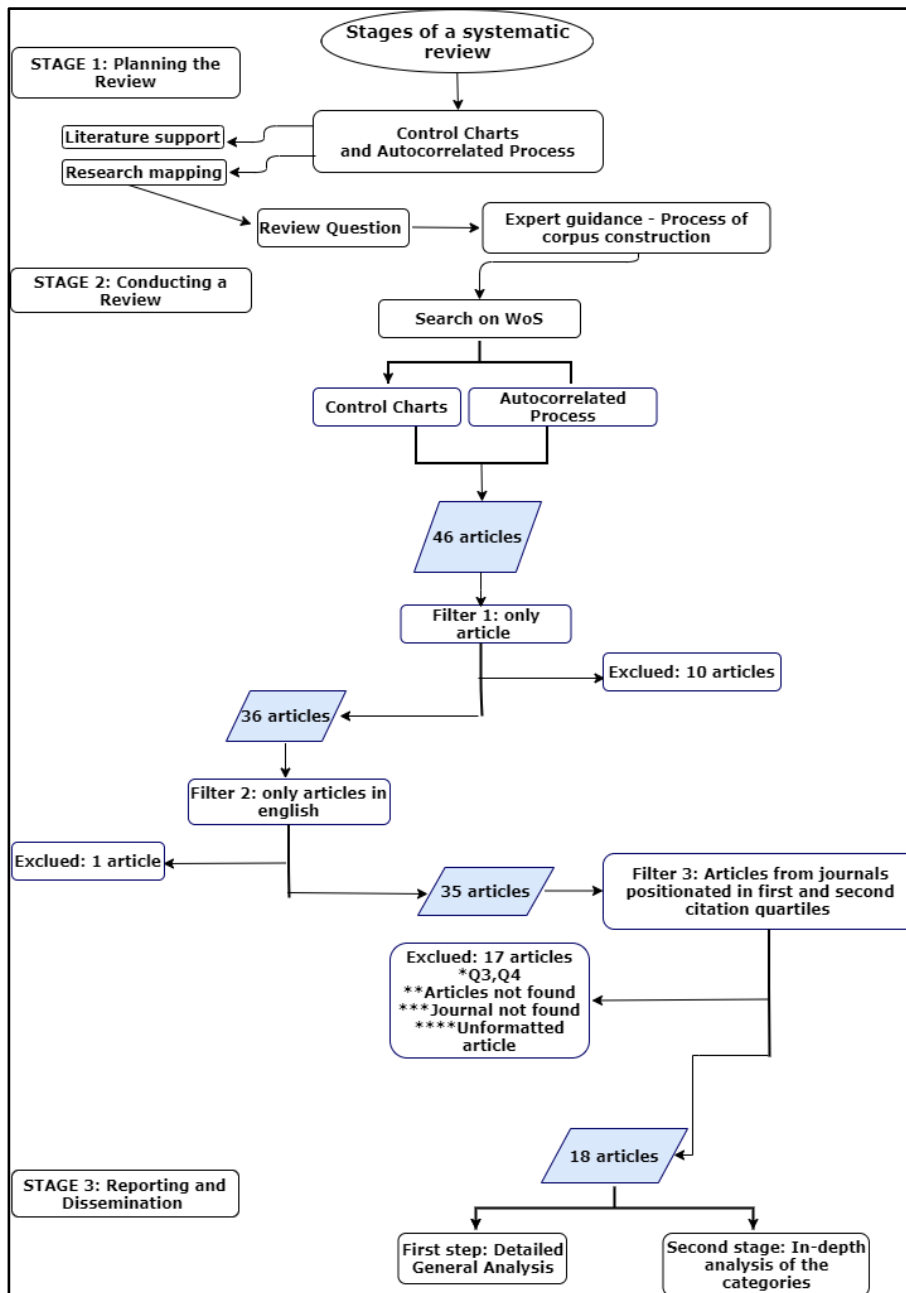 Stages of a systematic
review
STAGE 1: Planning the
Review
Control Charts
and Autocorrelated Process
Literature support
Research mapping
Review Question
Expert guidance - Process of
corpus construction
STAGE 2: Conducting a
Review
Search on WoS
Control Charts
Autocorrelated
Process
46 articles
Filter 1: only
article
Exclued: 10 articles
36 articles
Filter 2: only articles in
english
Exclued: 1 article
35 articles
Filter 3: Articles from journals
positionated in first and second
citation quartiles
Exclued: 17 articles
*Q3,Q4
**Articles not found
***Journal not found
****Unformatted
article
18 articles
STAGE 3: Reporting and
Dissemination
First step: Detailed
General Analysis
Second stage: In-depth
analysis of the
categories